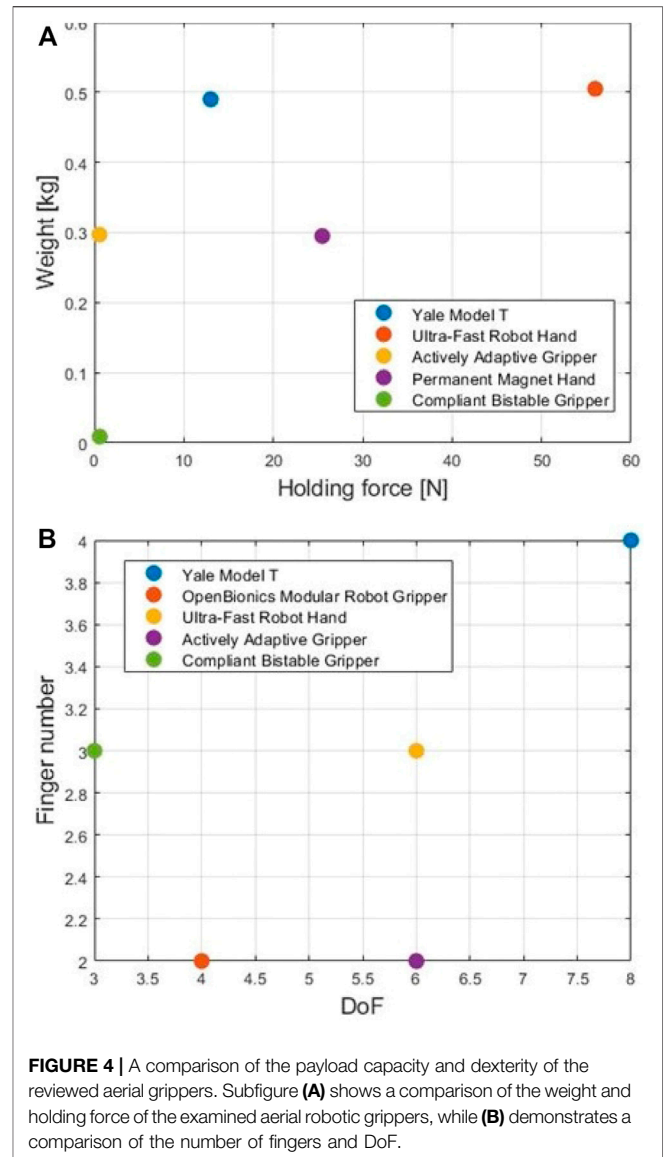 A
0.6
0.5
0.4
0.3
0.2
0.1
0
Weight [kg]
Yale Model T
Ultra-Fast Robot Hand
Actively Adaptive Gripper
Permanent Magnet Hand
Compliant Bistable Gripper
0 10 20 30 40 50 60
Holding force [N]
B
4
3.8
3.6
3.4
3.2
3
2.8
2.6
2.4
2.2
2
Finger number
Yale Model T
OpenBionics Modular Robot Gripper
Ultra-Fast Robot Hand
Actively Adaptive Gripper
Compliant Bistable Gripper
3 3.5 4 4.5 5 5.5 6 6.5 7 7.5 8
DoF
FIGURE 4 | A comparison of the payload capacity and dexterity of the
reviewed aerial grippers. Subfigure (A) shows a comparison of the weight and
holding force of the examined aerial robotic grippers, while (B) demonstrates a
comparison of the number of fingers and DoF.